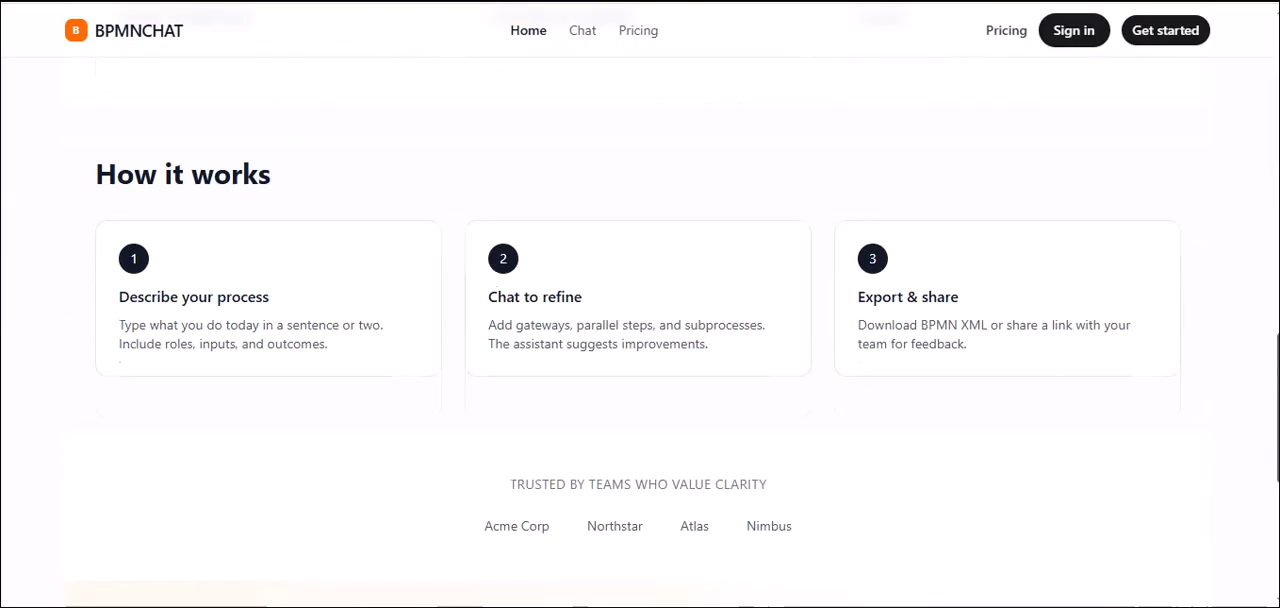 B BPMNCHAT
Home Chat Pricing
Pricing Sign in Get started
How it works
1
Describe your process
Type what you do today in a sentence or two.
Include roles, inputs, and outcomes.
2
Chat to refine
Add gateways, parallel steps, and subprocesses.
The assistant suggests improvements.
3
Export & share
Download BPMN XML or share a link with your
team for feedback.
TRUSTED BY TEAMS WHO VALUE CLARITY
Acme Corp Northstar Atlas Nimbus